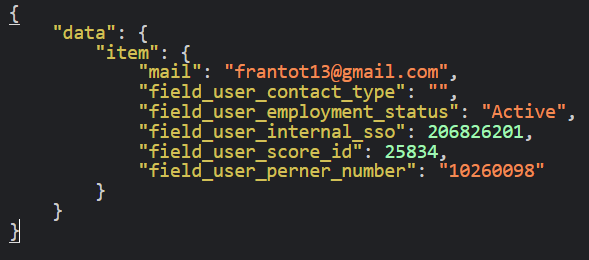 {
"data": {
"item": {
"mail": "frantot13@gmail.com",
"field_user_contact_type": "",
"field_user_employment_status": "Active",
"field_user_internal_sso": 206826201,
"field_user_score_id": 25834,
"field_user_perner_number": "10260098"
}
}
}